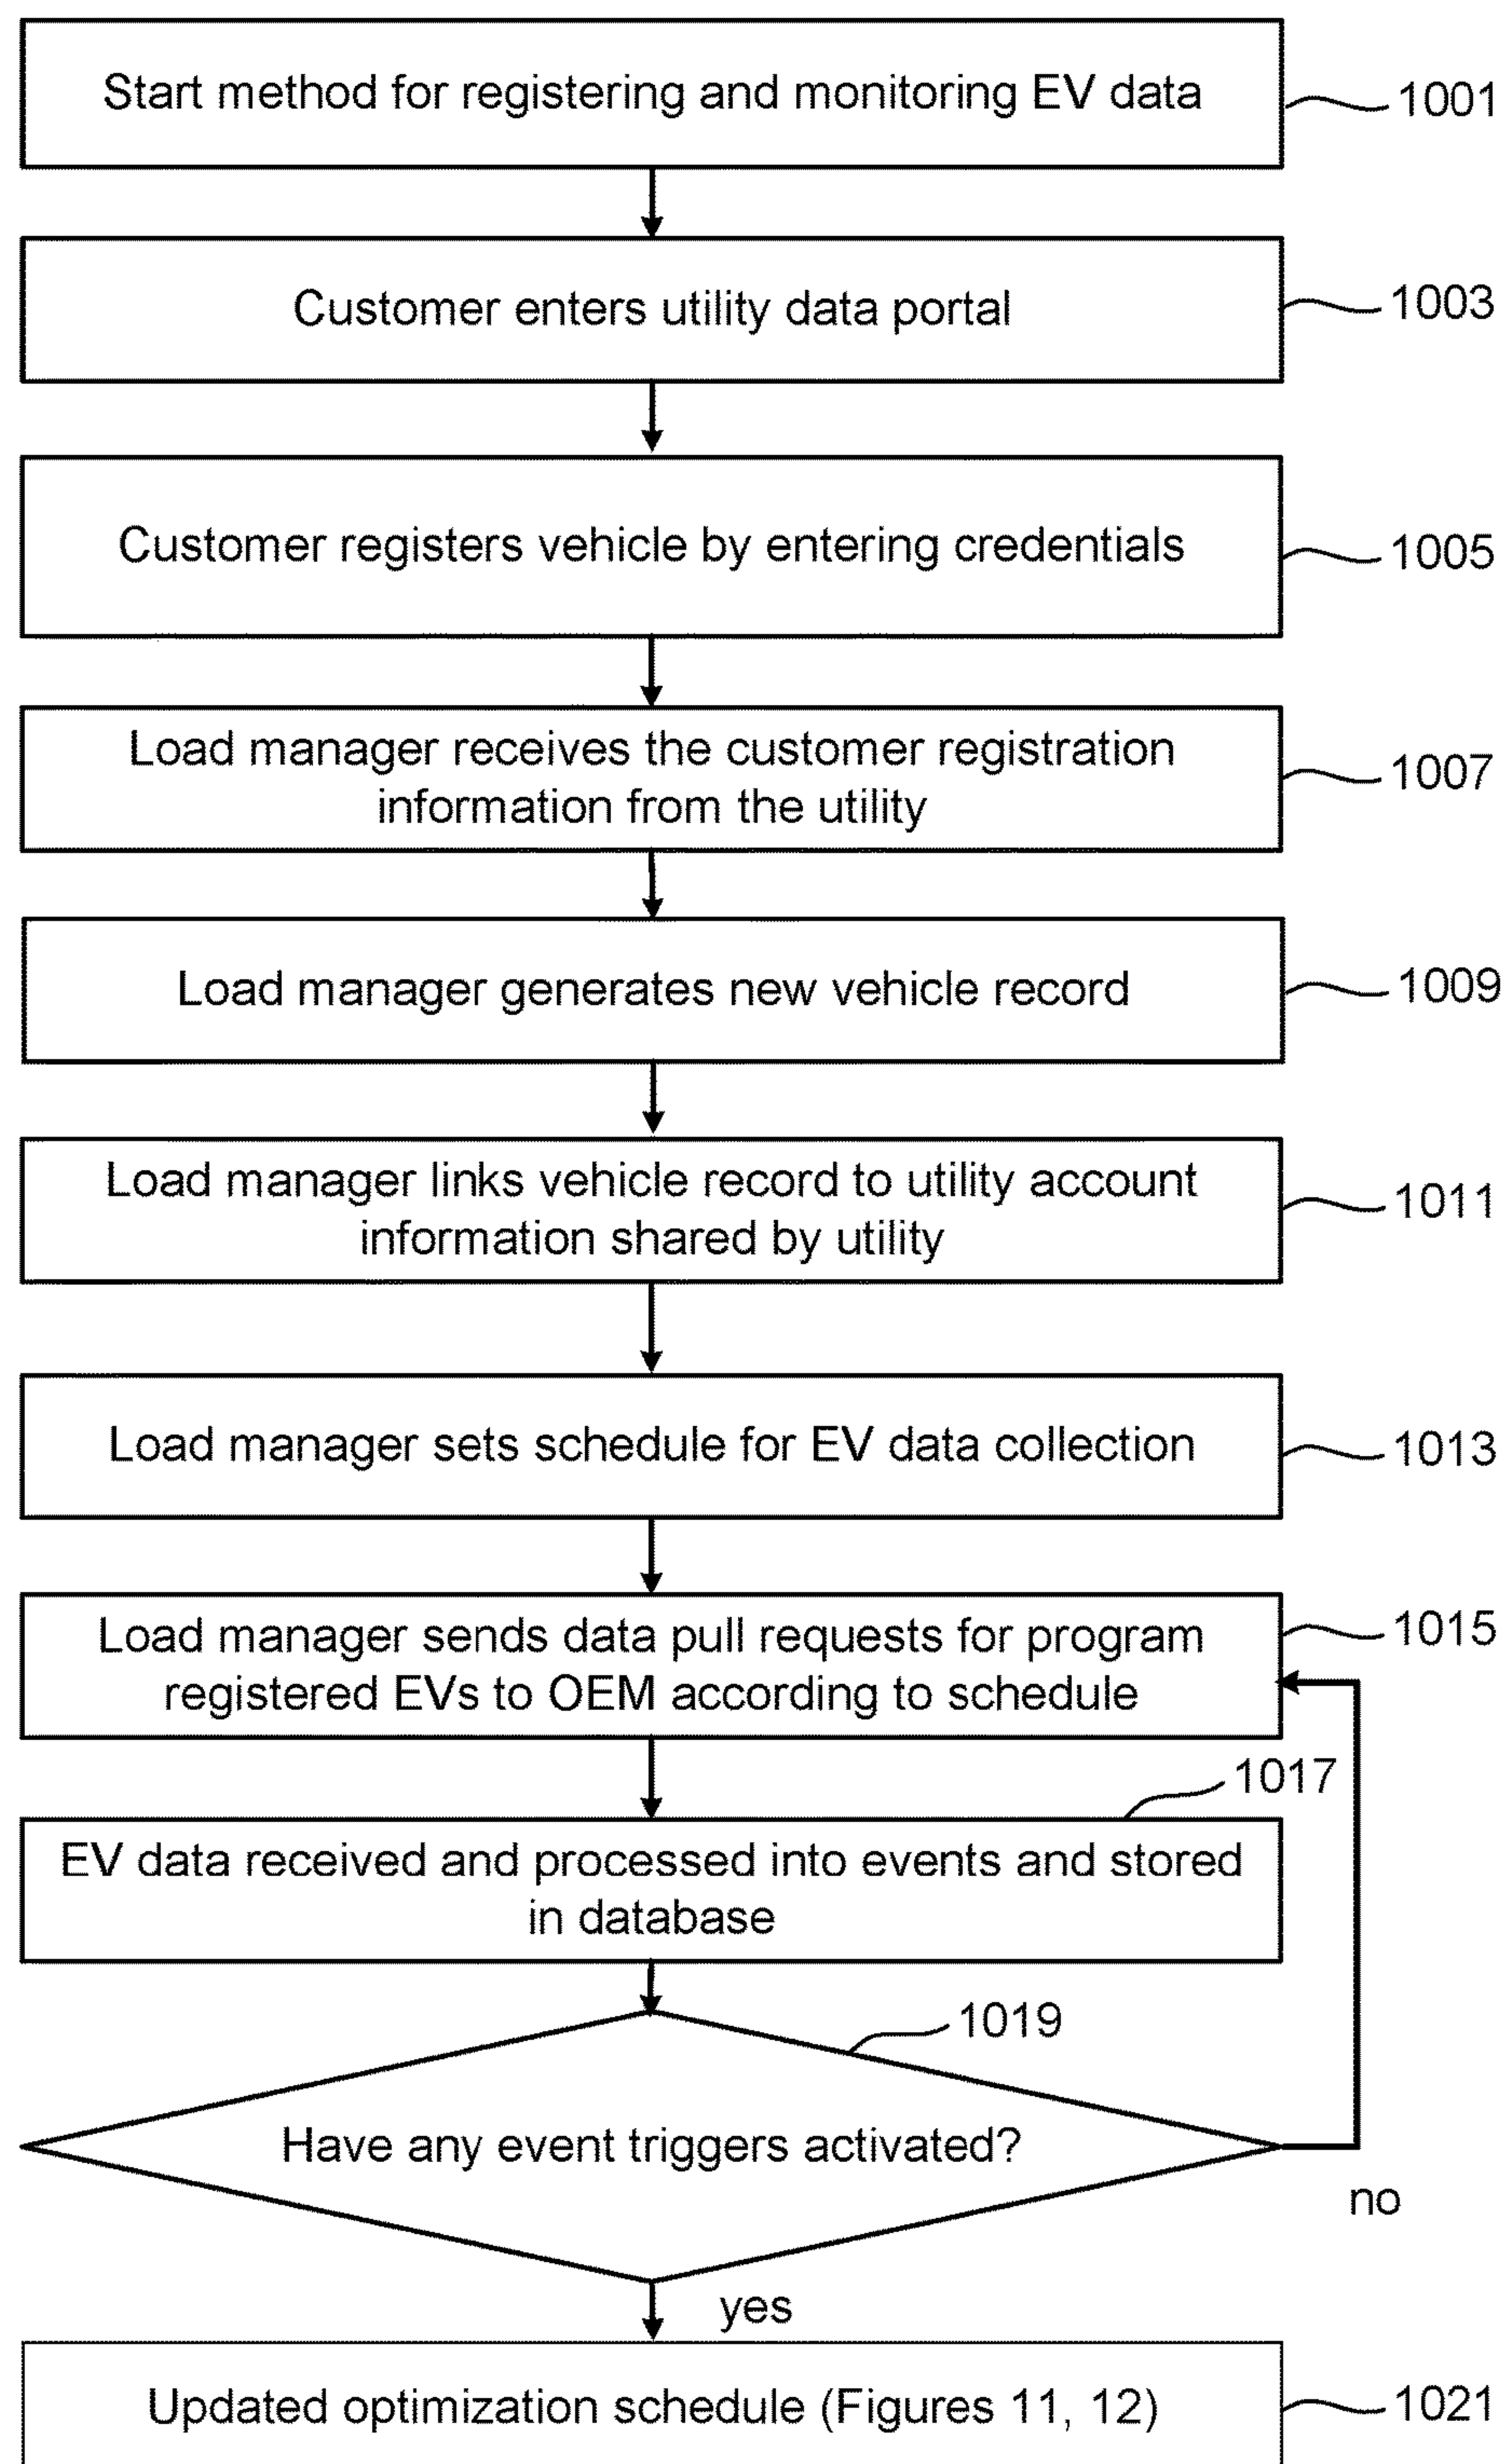 Start method for registering and monitoring EV data
1001
Customer enters utility data portal
1003
Customer registers vehicle by entering credentials
1005
Load manager receives the customer registration
information from the utility
1007
Load manager generates new vehicle record
1009
Load manager links vehicle record to utility account
information shared by utility
1011
Load manager sets schedule for EV data collection
1013
Load manager sends data pull requests for program
registered EVs to OEM according to schedule
1015
1017
EV data received and processed into events and stored
in database
1019
Have any event triggers activated?
no
yes
Updated optimization schedule (Figures 11, 12)
1021